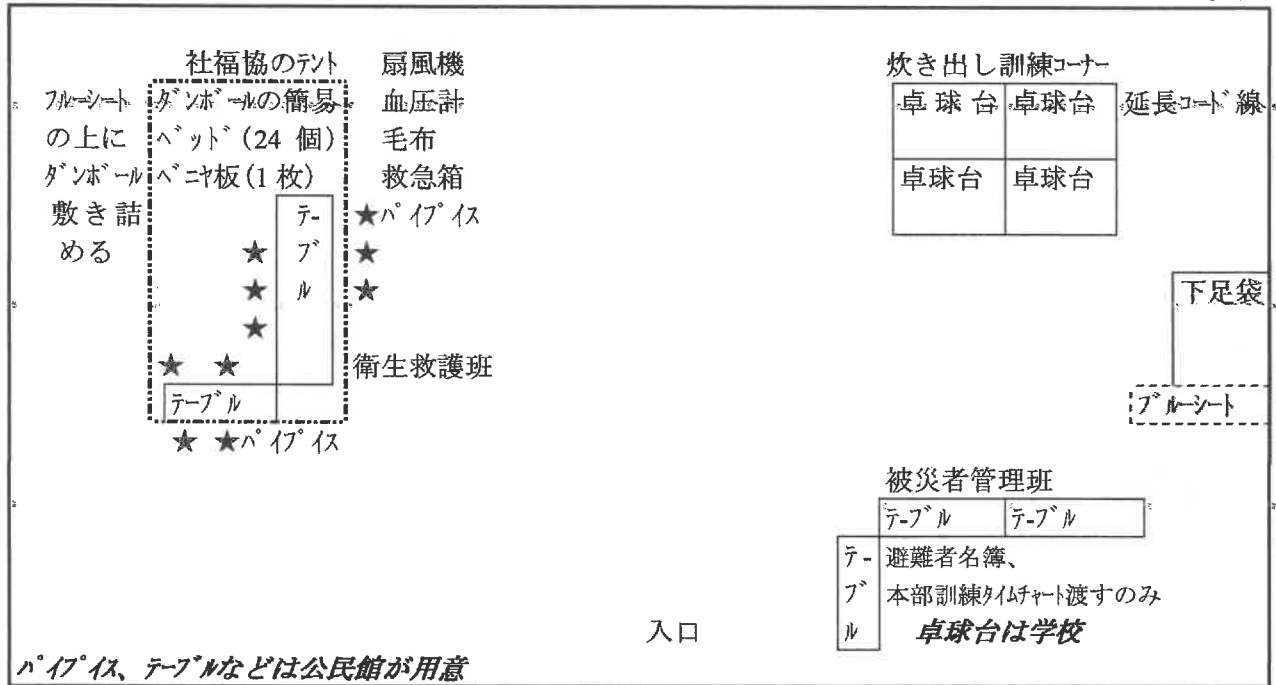 社福協のﾃﾝﾄ
扇風機
血圧計
毛布
救急箱
ﾌﾙｰｼｰﾄ
の上に
ﾀﾞﾝﾎﾞｰﾙ
敷き詰
める
ﾀﾞﾝﾎﾞｰﾙの簡易
ﾍﾞｯﾄﾞ(24 個)
ﾍﾞﾆﾔ板(1 枚)
ﾃｰﾌﾞﾙ
★ﾊﾟｲﾌﾟｲｽ
★
★
★
★
★
★ ★
衛生救護班
ﾃｰﾌﾞﾙ
★ ★ﾊﾟｲﾌﾟｲｽ
炊き出し訓練ｺｰﾅｰ
卓球台 卓球台
延長ｺｰﾄﾞ線
卓球台 卓球台
下足袋
ﾌﾞﾙｰｼｰﾄ
被災者管理班
ﾃｰﾌﾞﾙ ﾃｰﾌﾞﾙ
ﾃｰﾌﾞﾙ
避難者名簿、
本部訓練ﾀｲﾑﾁｬｰﾄ渡すのみ
卓球台は学校
入口
ﾊﾟｲﾌﾟｲｽ、ﾃｰﾌﾞﾙなどは公民館が用意